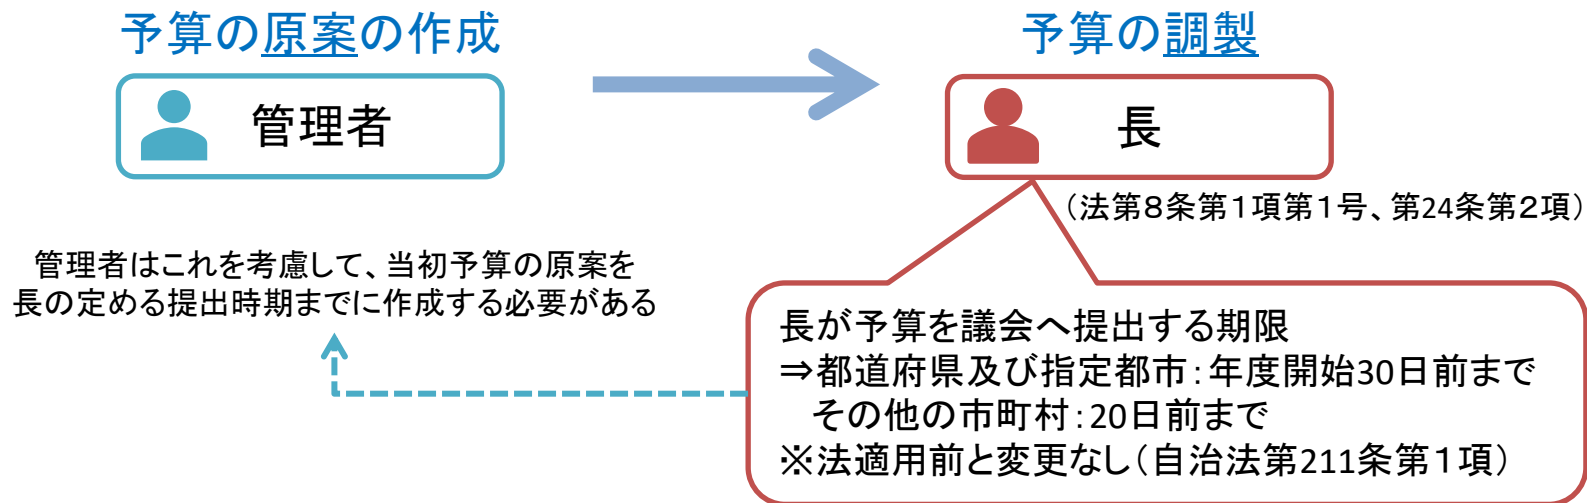 予算の原案の作成
管理者
管理者はこれを考慮して、当初予算の原案を
長の定める提出時期までに作成する必要がある
予算の調製
長
（法第８条第１項第１号、第24条第２項）
長が予算を議会へ提出する期限
⇒都道府県及び指定都市：年度開始30日前まで
その他の市町村：20日前まで
※法適用前と変更なし（自治法第211条第１項）